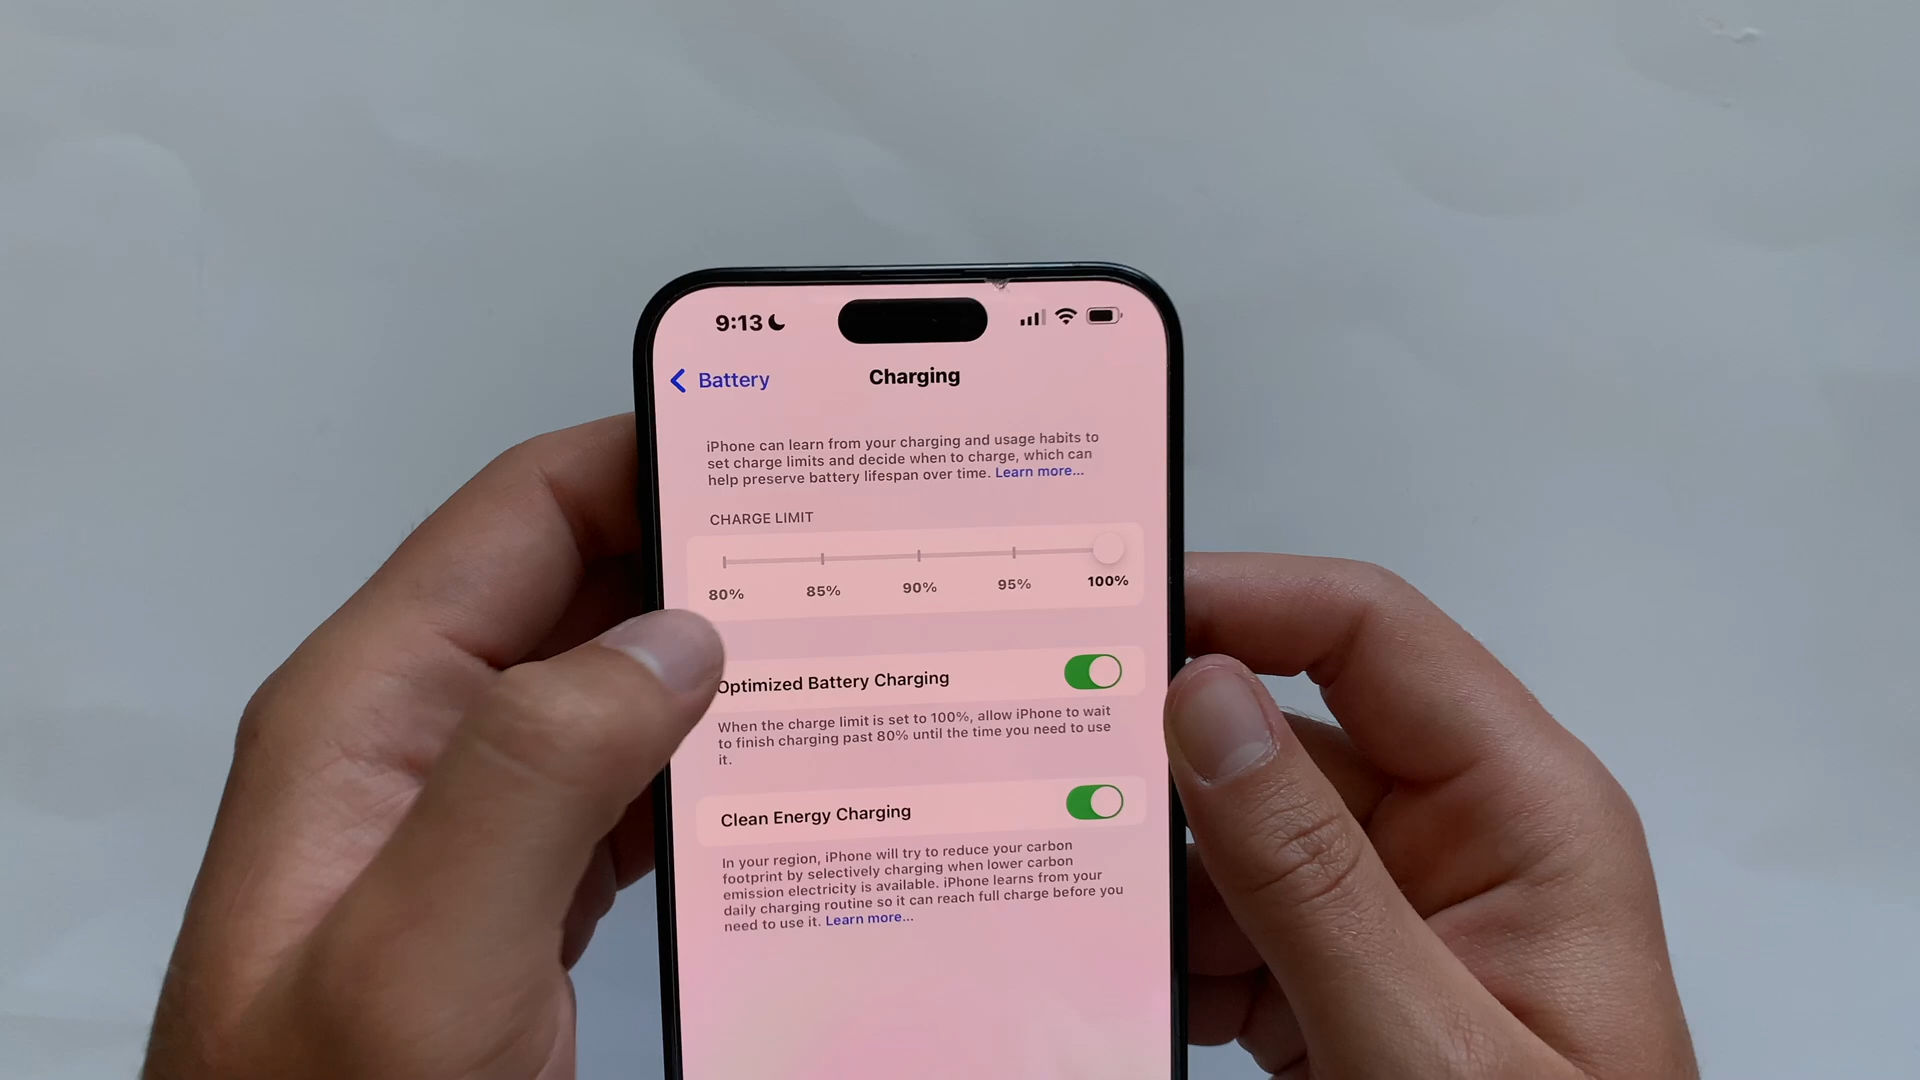 9:13
Battery
Charging
iPhone can learn from your charging and usage habits to
set charge limits and decide when to charge, which can
help preserve battery lifespan over time. Learn more...
CHARGE LIMIT
80% 85% 90% 95% 100%
Optimized Battery Charging
When the charge limit is set to 100%, allow iPhone to wait
to finish charging past 80% until the time you need to use
it.
Clean Energy Charging
In your region, iPhone will try to reduce your carbon
footprint by selectively charging when lower carbon
emission electricity is available. iPhone learns from your
daily charging routine so it can reach full charge before you
need to use it. Learn more...